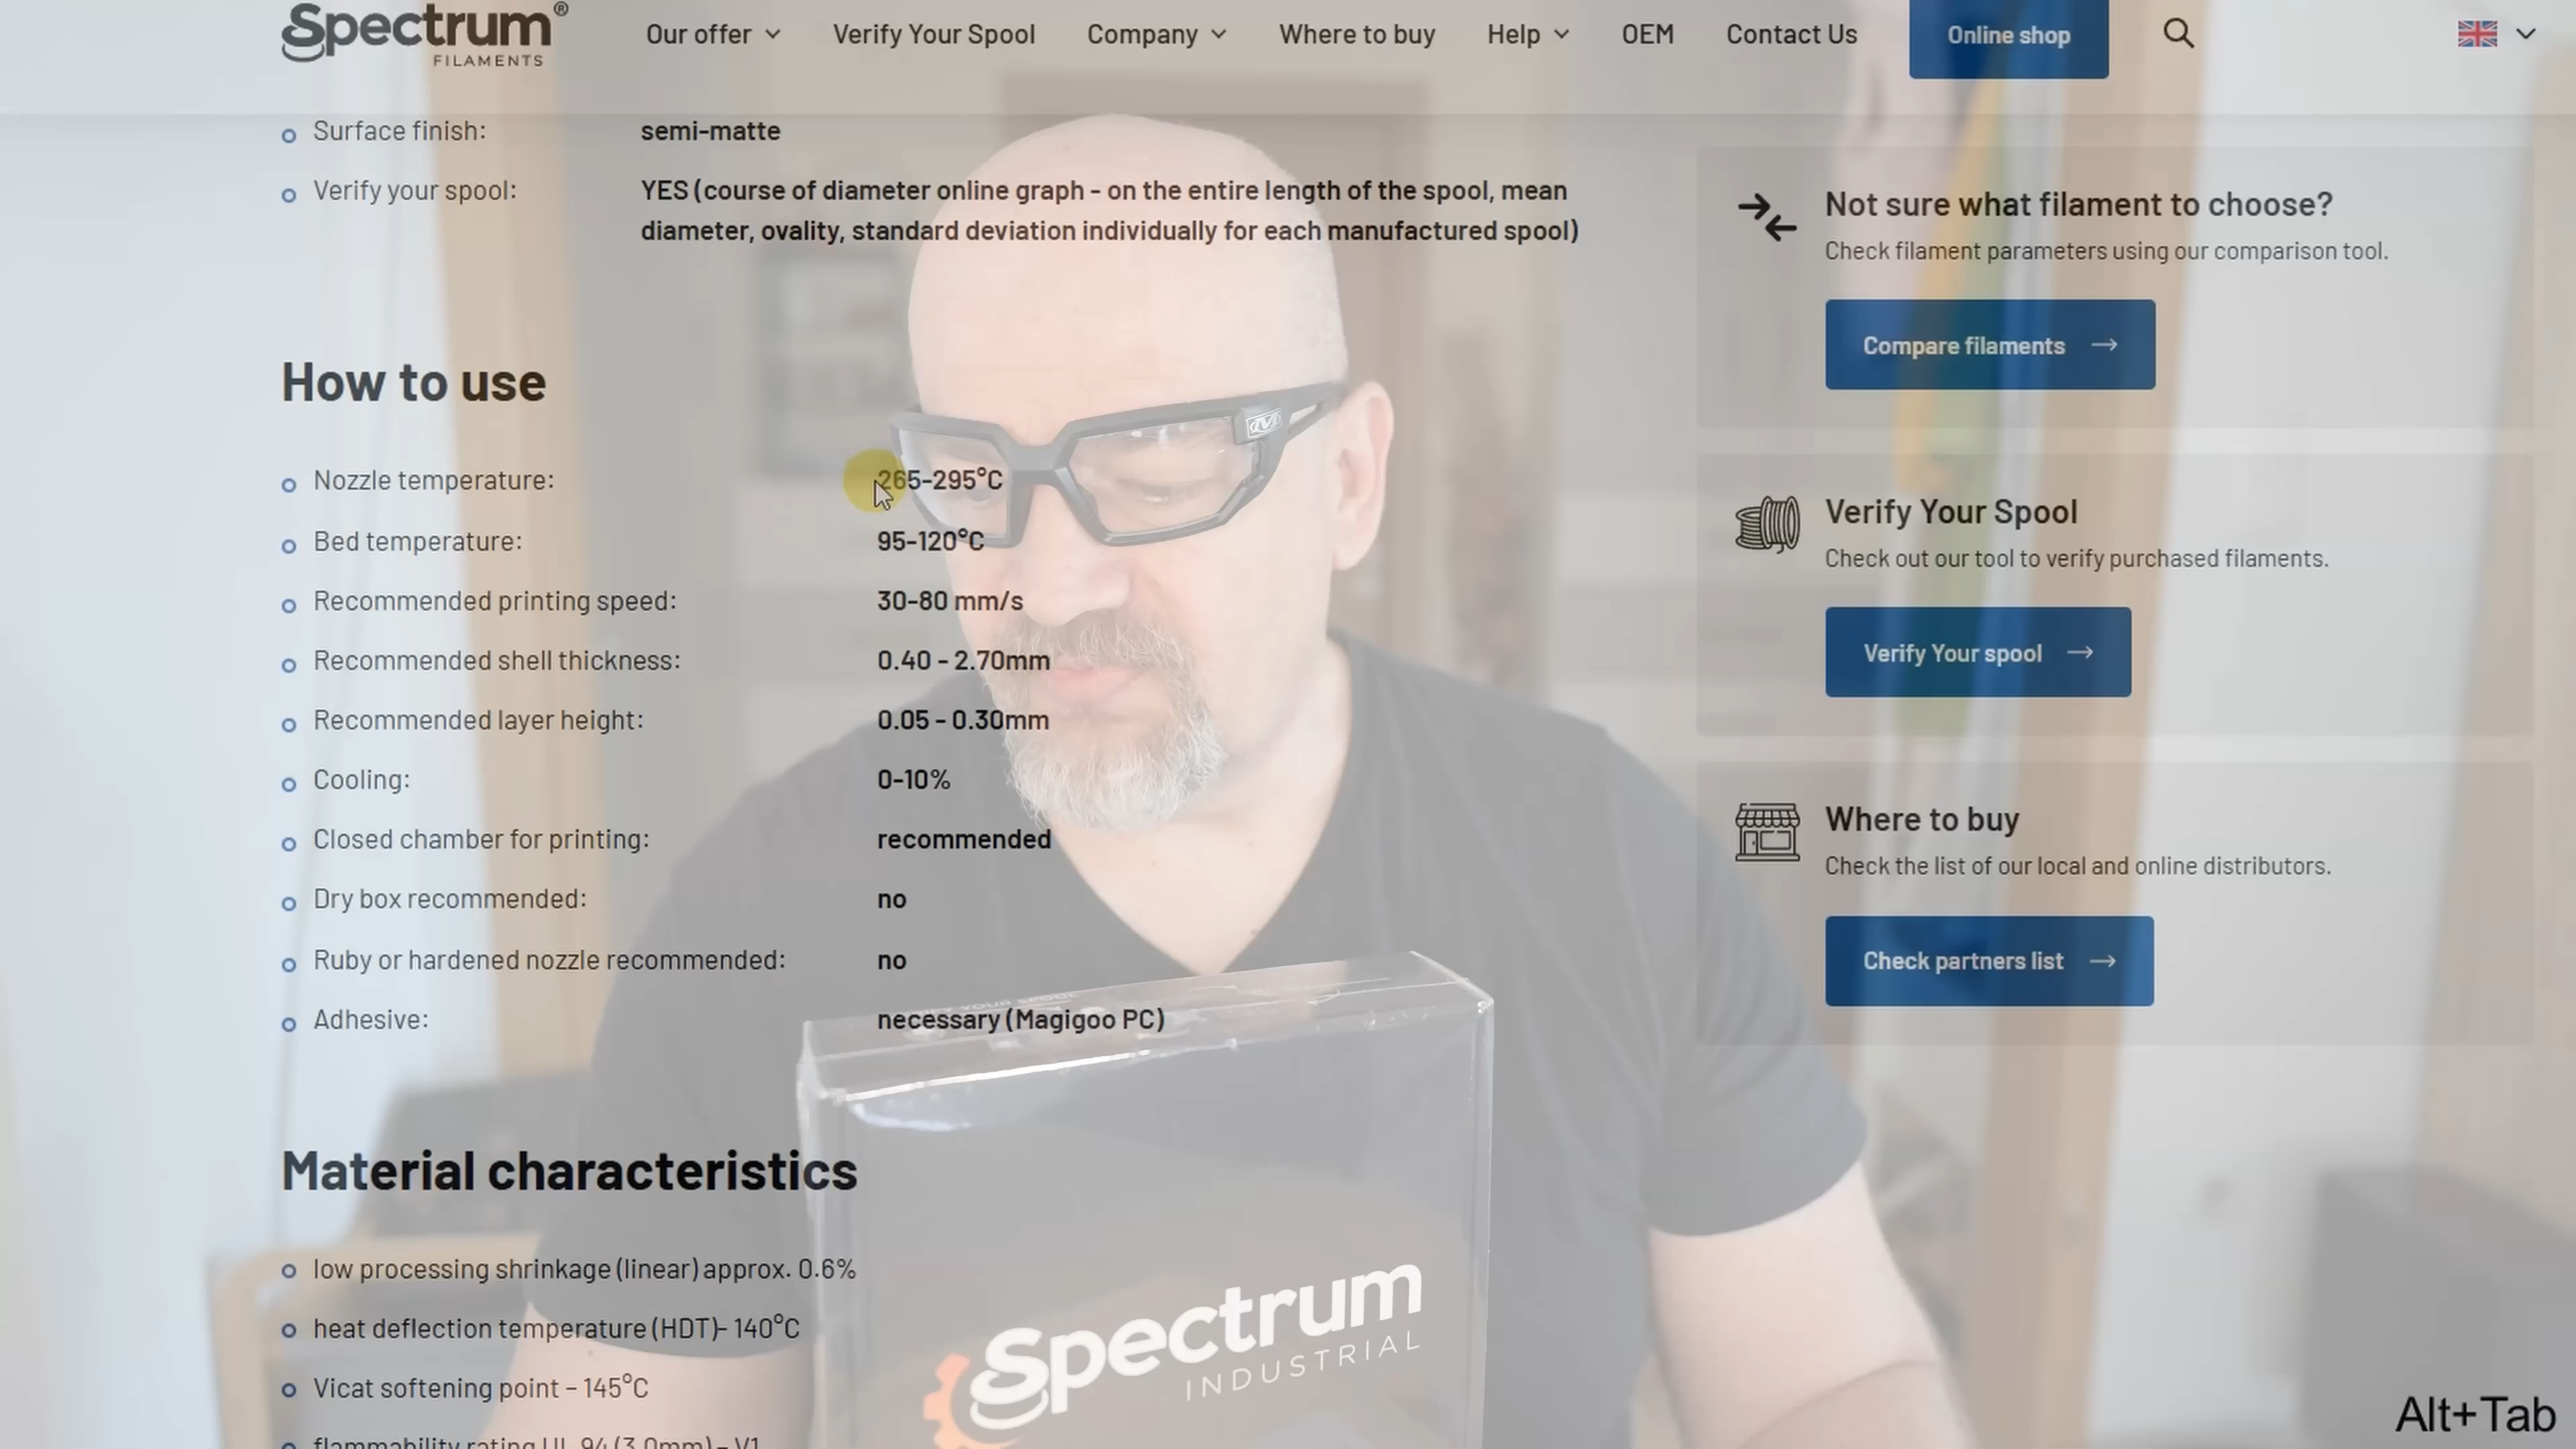 Spectrum®
FILAMENTS
Our offer
Verify Your Spool
Company
Where to buy
Help
OEM
Contact Us
Online shop
Surface finish: semi-matte
Verify your spool: YES (course of diameter online graph - on the entire length of the spool, mean
diameter, ovality, standard deviation individually for each manufactured spool)
How to use
Nozzle temperature: 265-295°C
Bed temperature: 95-120°C
Recommended printing speed: 30-80 mm/s
Recommended shell thickness: 0.40 - 2.70mm
Recommended layer height: 0.05 - 0.30mm
Cooling: 0-10%
Closed chamber for printing: recommended
Dry box recommended: no
Ruby or hardened nozzle recommended: no
Adhesive: necessary (Magigoo PC)
Material characteristics
low processing shrinkage (linear) approx. 0.6%
heat deflection temperature (HDT)- 140°C
Vicat softening point – 145°C
flammability rating UL 94 (3.0mm) – V1
Not sure what filament to choose?
Check filament parameters using our comparison tool.
Compare filaments
Verify Your Spool
Check out our tool to verify purchased filaments.
Verify Your spool
Where to buy
Check the list of our local and online distributors.
Check partners list
YOUR SPOOL
Spectrum
INDUSTRIAL
Alt+Tab